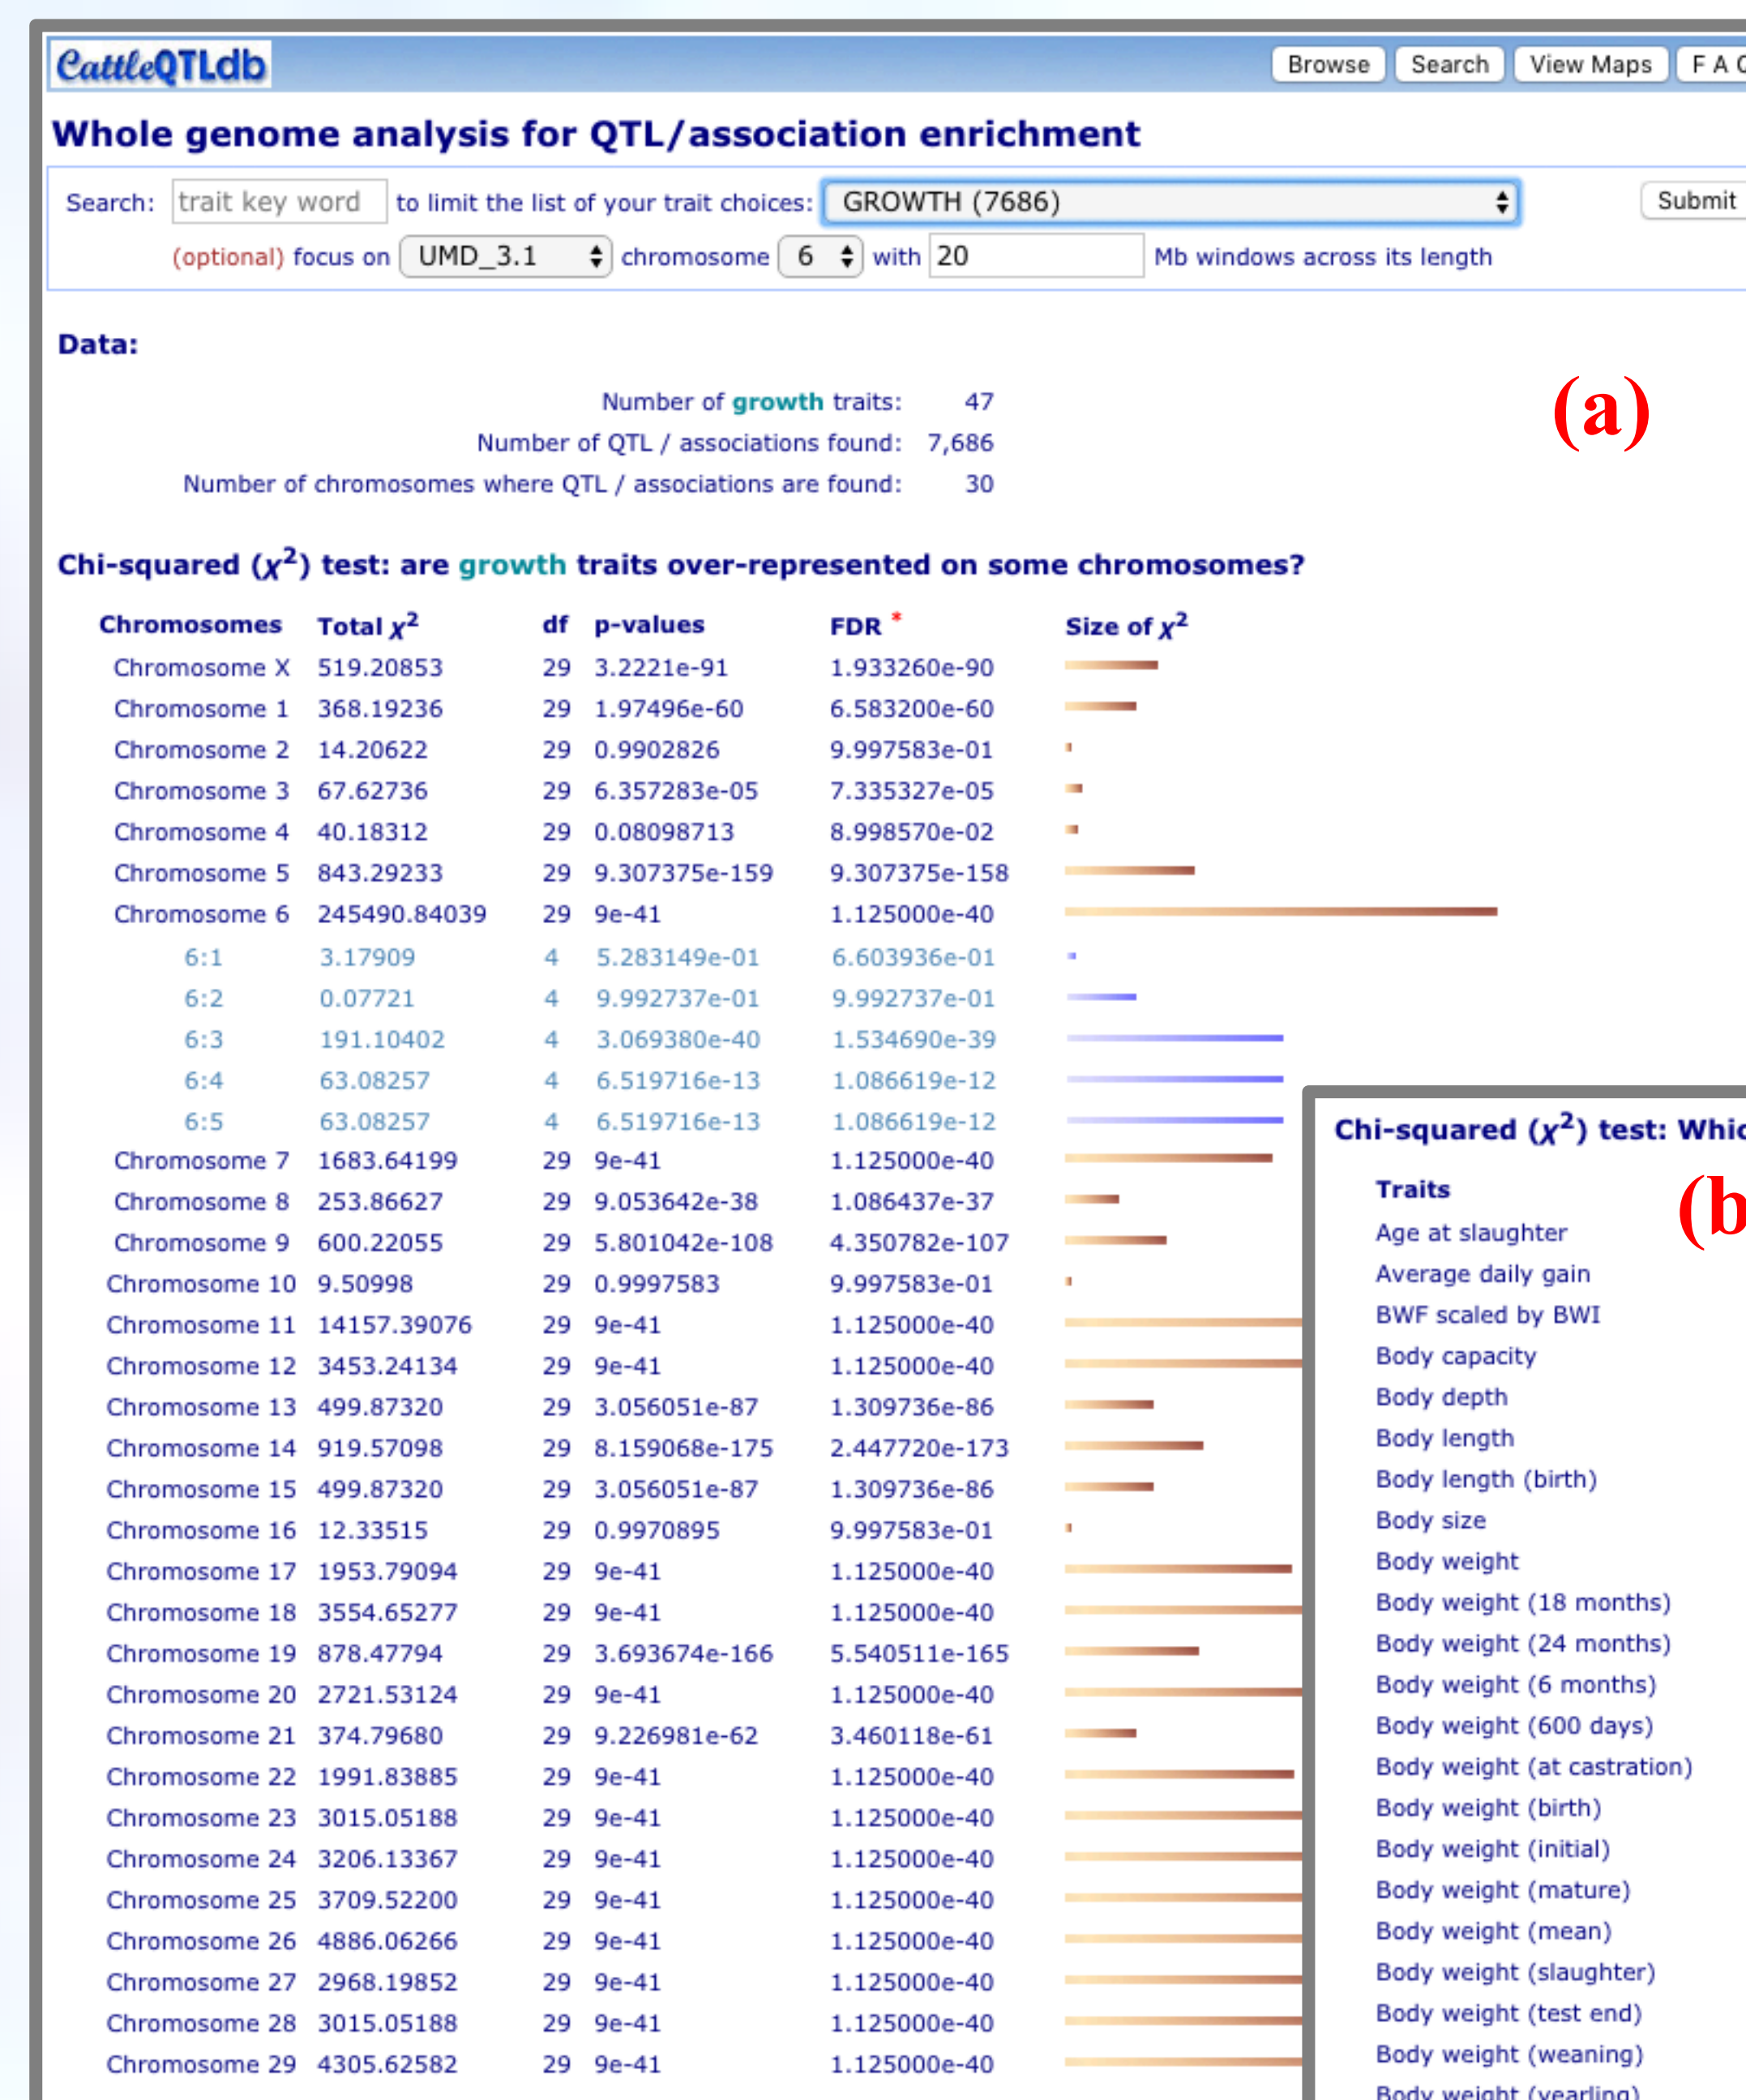 CattleQTLdb
Browse Search View Maps F A
Whole genome analysis for QTL/association enrichment
Search: trait key word to limit the list of your trait choices: GROWTH (7686) Submit
(optional) focus on UMD_3.1 chromosome 6 with 20 Mb windows across its length
Data:
(a)
Number of growth traits: 47
Number of QTL / associations found: 7,686
Number of chromosomes where QTL / associations are found: 30
Chi-squared (χ²) test: are growth traits over-represented on some chromosomes?
Chromosomes Total χ² df p-values FDR * Size of χ²
Chromosome X 519.20853 29 3.2221e-91 1.933260e-90
Chromosome 1 368.19236 29 1.97496e-60 6.583200e-60
Chromosome 2 14.20622 29 0.9902826 9.997583e-01
Chromosome 3 67.62736 29 6.357283e-05 7.335327e-05
Chromosome 4 40.18312 29 0.08098713 8.998570e-02
Chromosome 5 843.29233 29 9.307375e-159 9.307375e-158
Chromosome 6 245490.84039 29 9e-41 1.125000e-40
6:1 3.17909 4 5.283149e-01 6.603936e-01
6:2 0.07721 4 9.992737e-01 9.992737e-01
6:3 191.10402 4 3.069380e-40 1.534690e-39
6:4 63.08257 4 6.519716e-13 1.086619e-12
6:5 63.08257 4 6.519716e-13 1.086619e-12
Chromosome 7 1683.64199 29 9e-41 1.125000e-40
Chromosome 8 253.86627 29 9.053642e-38 1.086437e-37
Chromosome 9 600.22055 29 5.801042e-108 4.350782e-107
Chromosome 10 9.50998 29 0.9997583 9.997583e-01
Chromosome 11 14157.39076 29 9e-41 1.125000e-40
Chromosome 12 3453.24134 29 9e-41 1.125000e-40
Chromosome 13 499.87320 29 3.056051e-87 1.309736e-86
Chromosome 14 919.57098 29 8.159068e-175 2.447720e-173
Chromosome 15 499.87320 29 3.056051e-87 1.309736e-86
Chromosome 16 12.33515 29 0.9970895 9.997583e-01
Chromosome 17 1953.79094 29 9e-41 1.125000e-40
Chromosome 18 3554.65277 29 9e-41 1.125000e-40
Chromosome 19 878.47794 29 3.693674e-166 5.540511e-165
Chromosome 20 2721.53124 29 9e-41 1.125000e-40
Chromosome 21 374.79680 29 9.226981e-62 3.460118e-61
Chromosome 22 1991.83885 29 9e-41 1.125000e-40
Chromosome 23 3015.05188 29 9e-41 1.125000e-40
Chromosome 24 3206.13367 29 9e-41 1.125000e-40
Chromosome 25 3709.52200 29 9e-41 1.125000e-40
Chromosome 26 4886.06266 29 9e-41 1.125000e-40
Chromosome 27 2968.19852 29 9e-41 1.125000e-40
Chromosome 28 3015.05188 29 9e-41 1.125000e-40
Chromosome 29 4305.62582 29 9e-41 1.125000e-40
Chi-squared (χ²) test:
Traits
(b
Age at slaughter
Average daily gain
BWF scaled by BWI
Body capacity
Body depth
Body length
Body length (birth)
Body size
Body weight
Body weight (18 months)
Body weight (24 months)
Body weight (6 months)
Body weight (600 days)
Body weight (at castration)
Body weight (birth)
Body weight (initial)
Body weight (mature)
Body weight (mean)
Body weight (slaughter)
Body weight (test end)
Body weight (weaning)
Body weight (yearling)